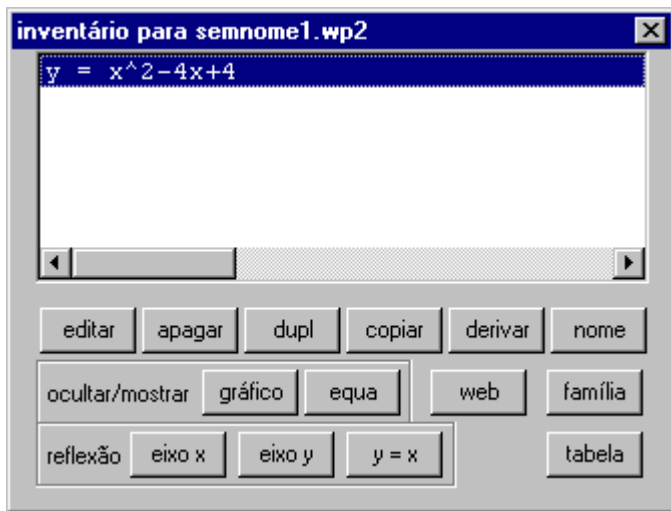 inventário para semnome1.wp2
y = x^2-4x+4
editar apagar dupl copiar derivar nome
ocultar/mostrar gráfico equa web família
reflexão eixo x eixo y y = x tabela